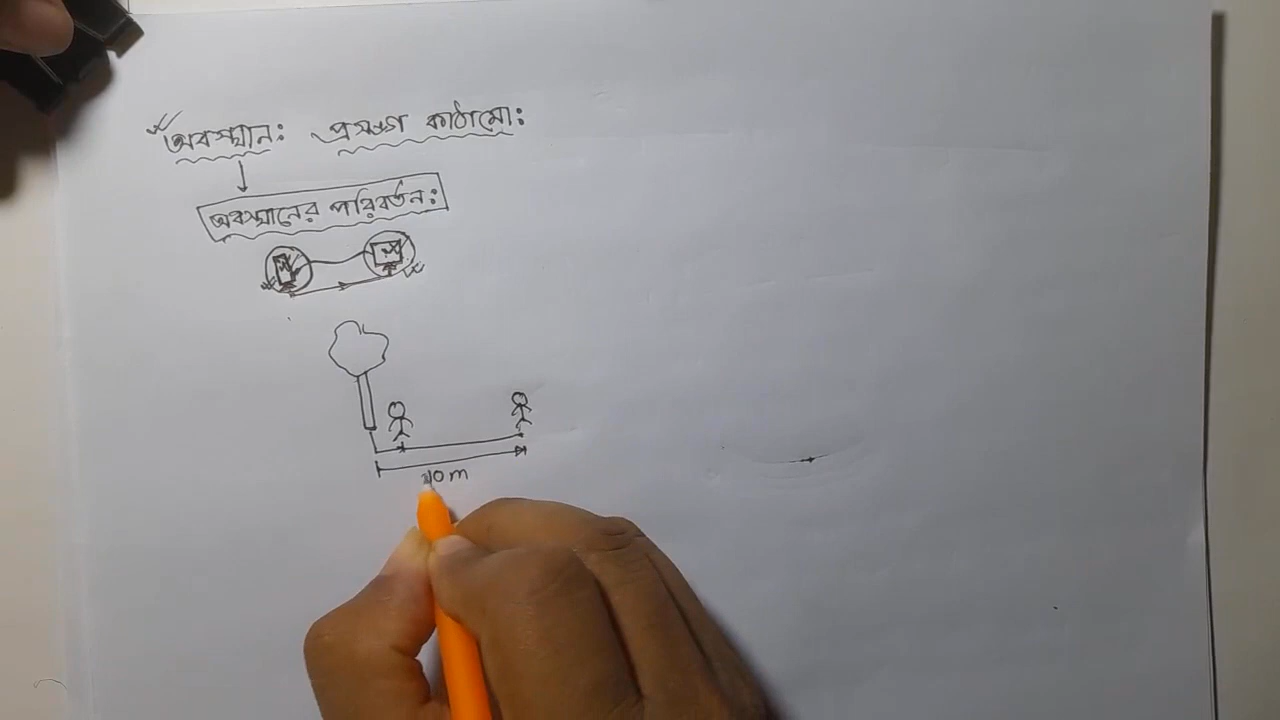 অবস্থান: প্রসঙ্গ কাঠামো:
অবস্থানের পরিবর্তন:
10 m